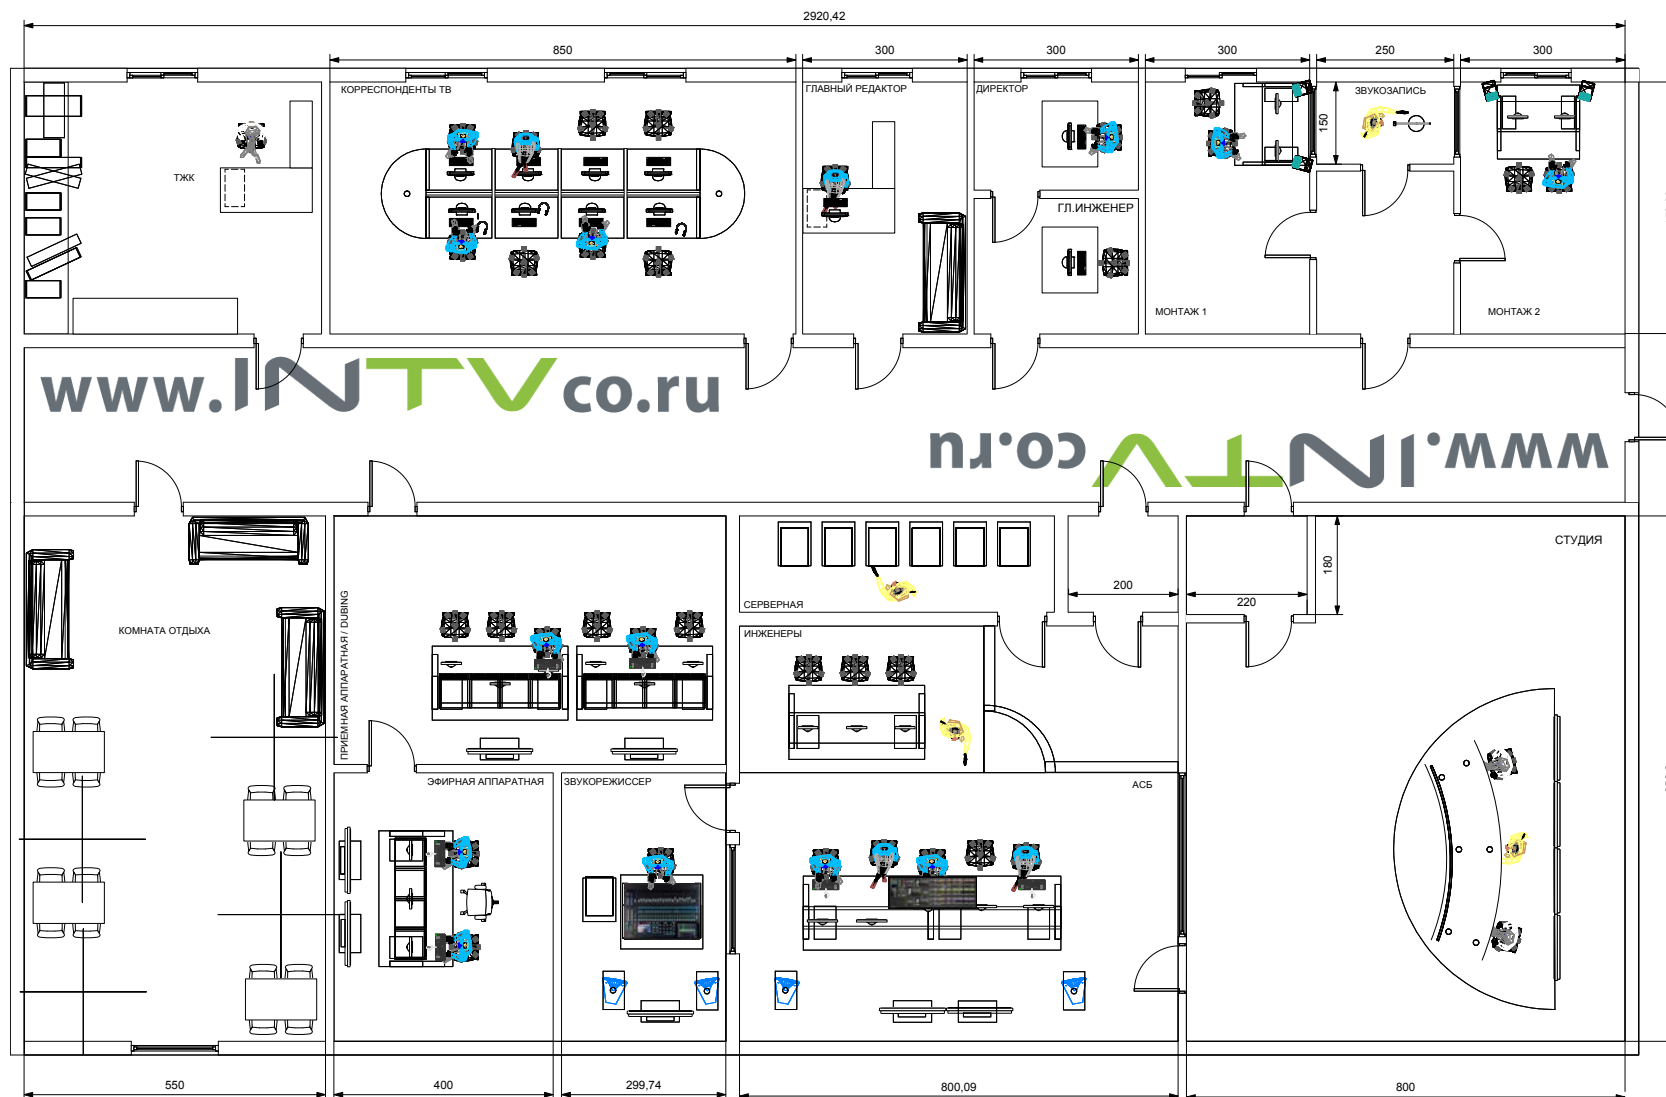 2920,42
850
300
300
300
250
300
КОРРЕСПОНДЕНТЫ ТВ
ГЛАВНЫЙ РЕДАКТОР
ДИРЕКТОР
ЗВУКОЗАПИСЬ
150
ТЖК
ГЛ.ИНЖЕНЕР
МОНТАЖ 1
МОНТАЖ 2
www.INTVco.ru
www.INTVco.ru
СТУДИЯ
180
200
220
СЕРВЕРНАЯ
КОМНАТА ОТДЫХА
ПРИЕМНАЯ АППАРАТНАЯ / DUBING
ИНЖЕНЕРЫ
ЭФИРНАЯ АППАРАТНАЯ
ЗВУКОРЕЖИССЕР
АСБ
550
400
299,74
800,09
800